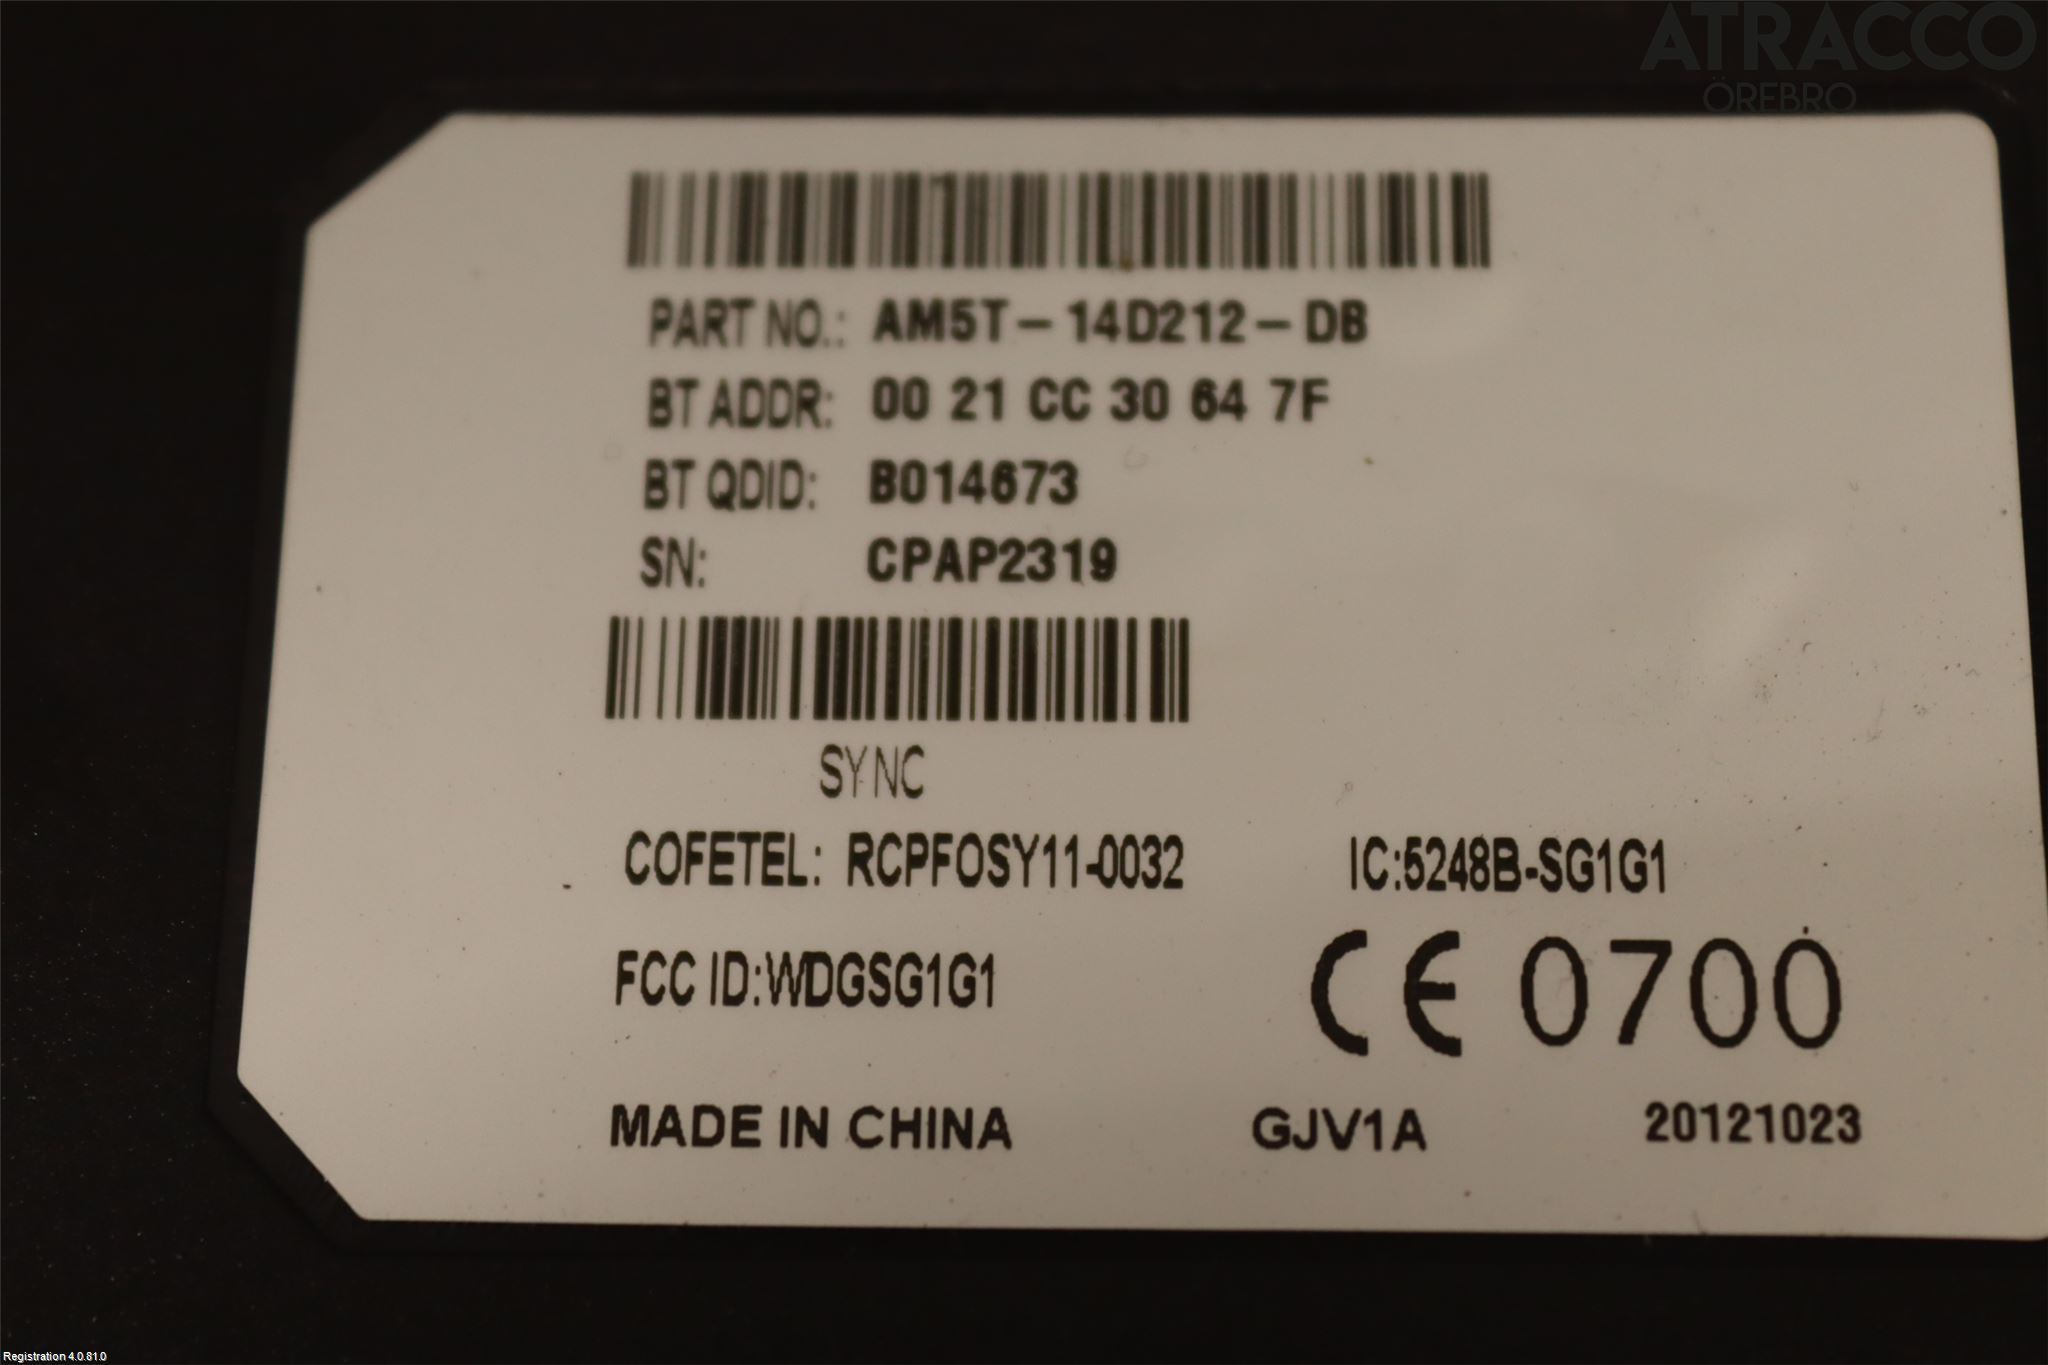 ATRACCO
ÖREBRO
PART NO.: AM5T-14D212-DB
BT ADDR: 00 21 CC 30 64 7F
BT QDID: B014673
SN: CPAP2319
SYNC
COFETEL: RCPFOSY11-0032 IC:5248B-SG1G1
FCC ID:WDGSG1G1 CE 0700
MADE IN CHINA GJV1A 20121023
Registration 4.0.81.0